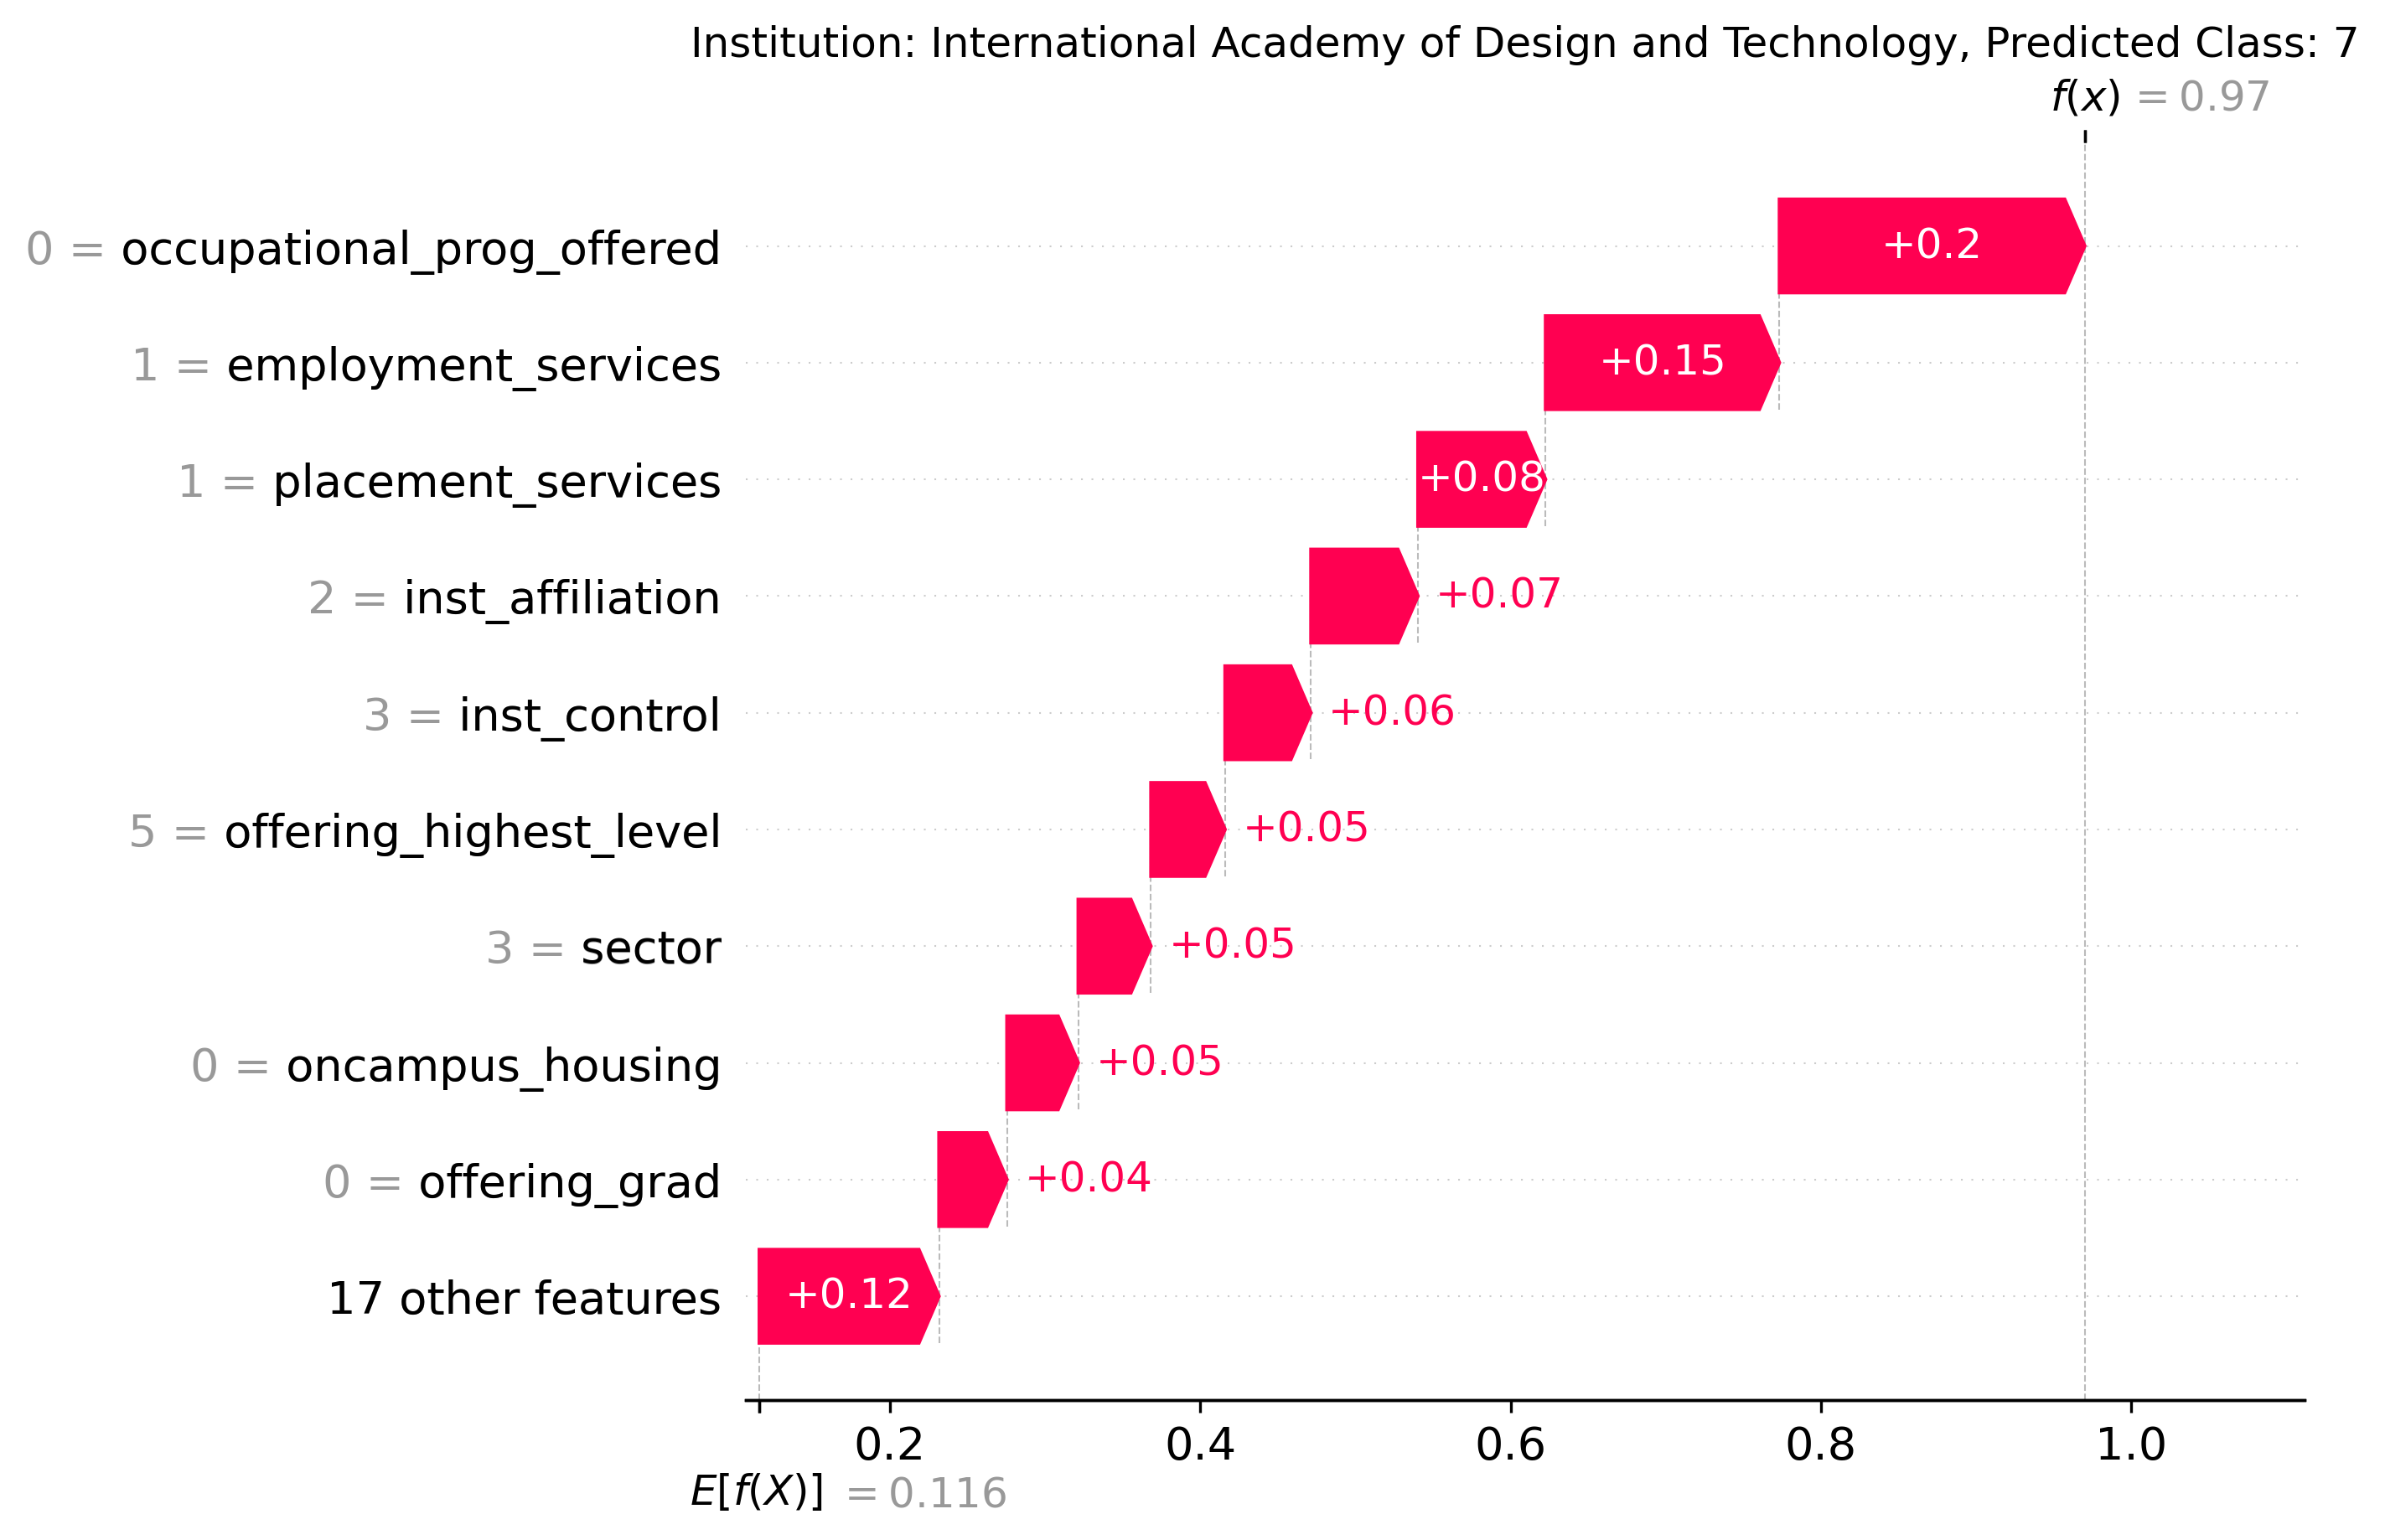 Institution: International Academy of Design and Technology, Predicted Class: 7
f(x) = 0.97
0 = occupational_prog_offered +0.2
1 = employment_services +0.15
1 = placement_services +0.08
2 = inst_affiliation +0.07
3 = inst_control +0.06
5 = offering_highest_level +0.05
3 = sector +0.05
0 = oncampus_housing +0.05
0 = offering_grad +0.04
17 other features +0.12
0.2 0.4 0.6 0.8 1.0
E[f(X)] = 0.116